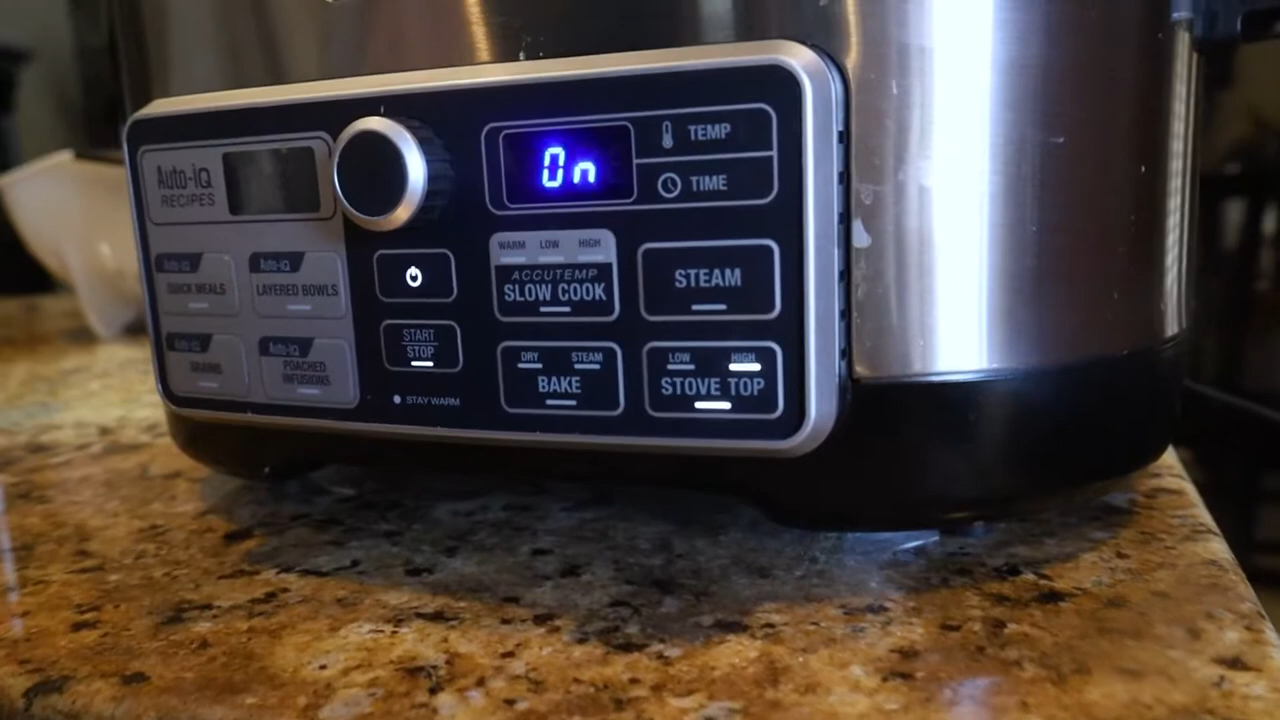 Auto-iQ
RECIPES
Auto-iQ
QUICK MEALS
Auto-iQ
LAYERED BOWLS
Auto-iQ
GRAINS
Auto-iQ
POACHED
INFUSIONS
START
STOP
STAY WARM
On
TEMP
TIME
WARM LOW HIGH
ACCUTEMP
SLOW COOK
STEAM
DRY STEAM
BAKE
LOW HIGH
STOVE TOP